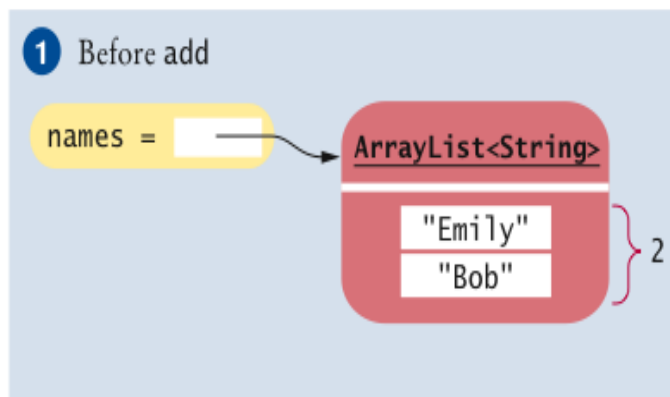 1 Before add
names =
ArrayList<String>
"Emily"
"Bob"
2